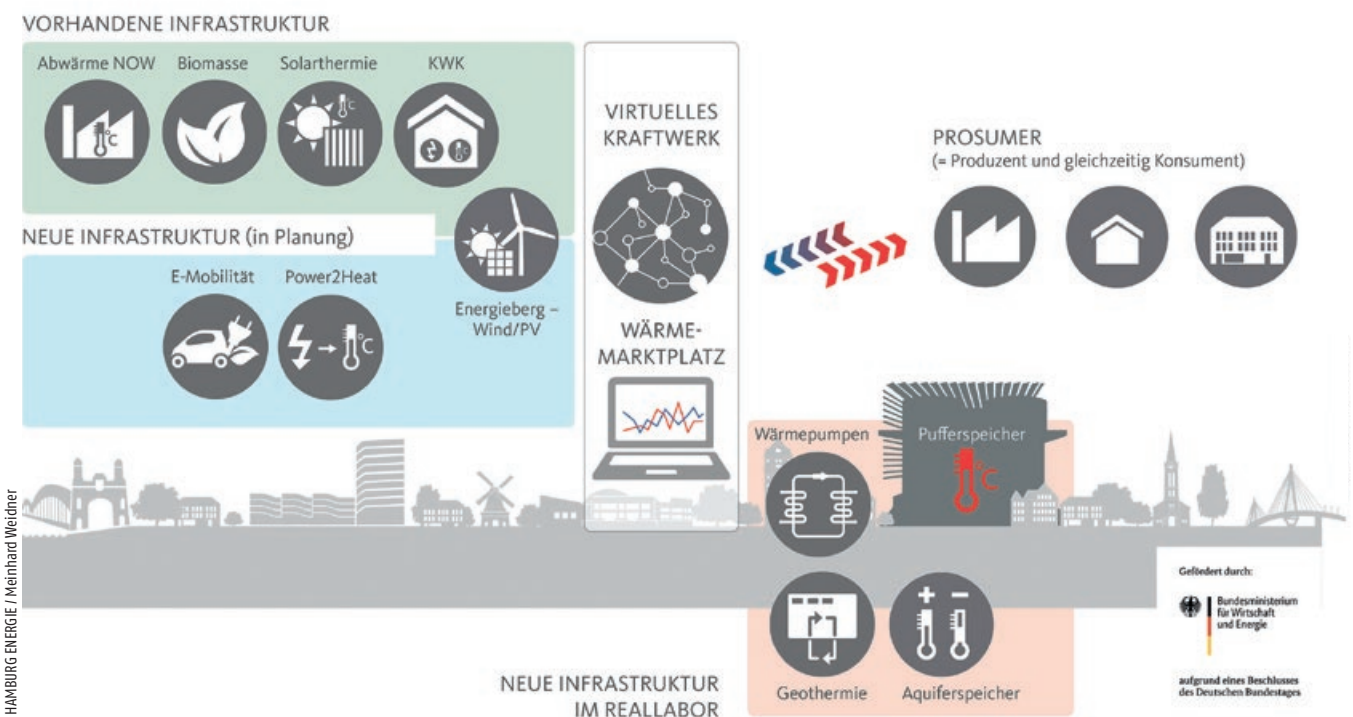 VORHANDENE INFRASTRUKTUR
Abwärme NOW
Biomasse
Solarthermie
KWK
°C
°C
°C
NEUE INFRASTRUKTUR (in Planung)
E-Mobilität
Power2Heat
°C
Energieberg –
Wind/PV
VIRTUELLES
KRAFTWERK
WÄRME-
MARKTPLATZ
PROSUMER
(= Produzent und gleichzeitig Konsument)
Wärmepumpen
Pufferspeicher
°C
+ –
Geothermie
Aquiferspeicher
NEUE INFRASTRUKTUR
IM REALLABOR
Gefördert durch:
Bundesministerium
für Wirtschaft
und Energie
aufgrund eines Beschlusses
des Deutschen Bundestages
HAMBURG ENERGIE / Meinhard Weidner